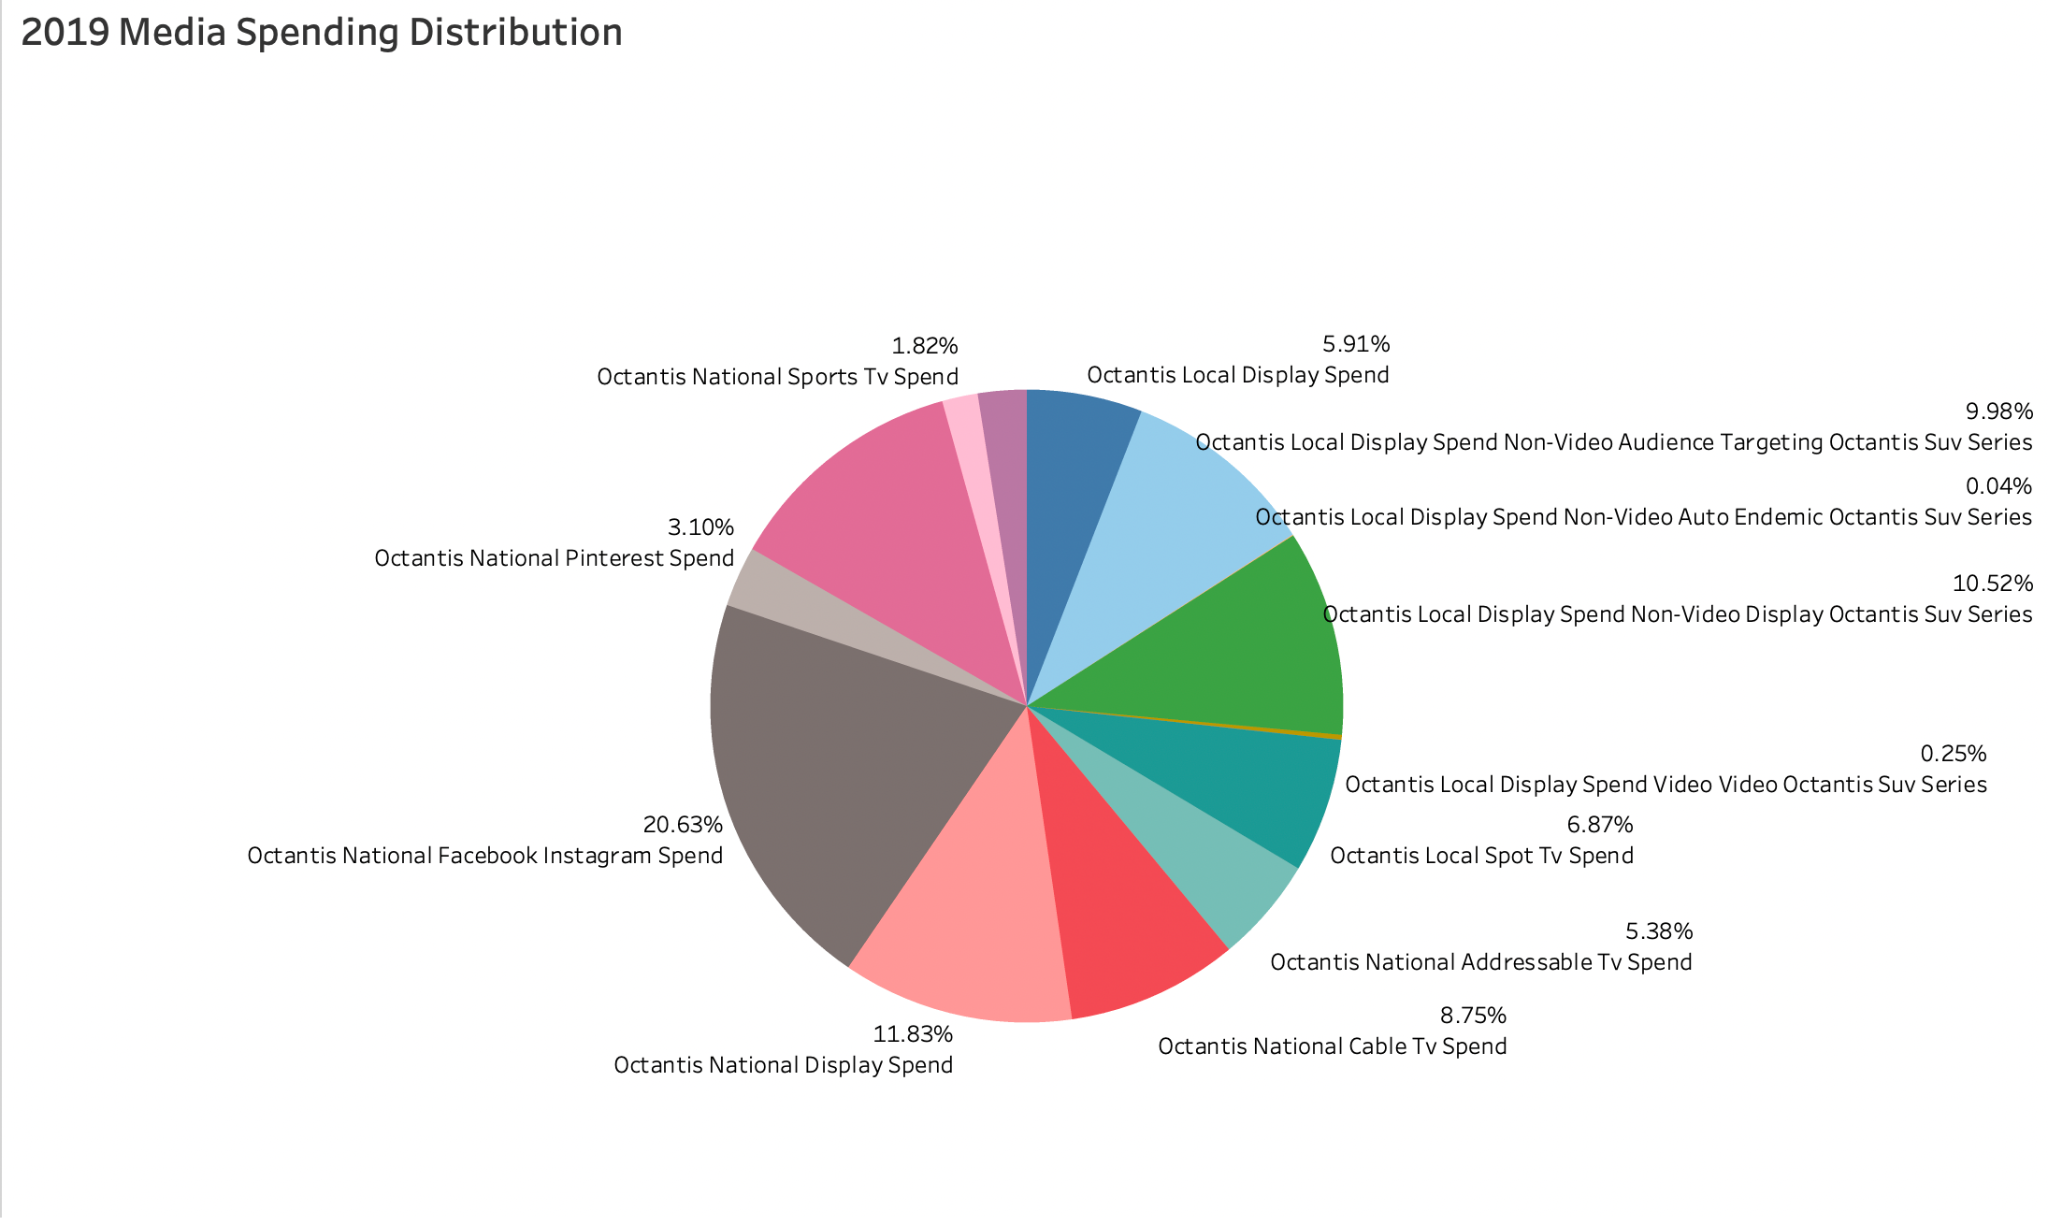 2019 Media Spending Distribution
1.82%
Octantis National Sports Tv Spend
5.91%
Octantis Local Display Spend
9.98%
Octantis Local Display Spend Non-Video Audience Targeting Octantis Suv Series
0.04%
Octantis Local Display Spend Non-Video Auto Endemic Octantis Suv Series
10.52%
Octantis Local Display Spend Non-Video Display Octantis Suv Series
0.25%
Octantis Local Display Spend Video Video Octantis Suv Series
6.87%
Octantis Local Spot Tv Spend
5.38%
Octantis National Addressable Tv Spend
8.75%
Octantis National Cable Tv Spend
11.83%
Octantis National Display Spend
20.63%
Octantis National Facebook Instagram Spend
3.10%
Octantis National Pinterest Spend